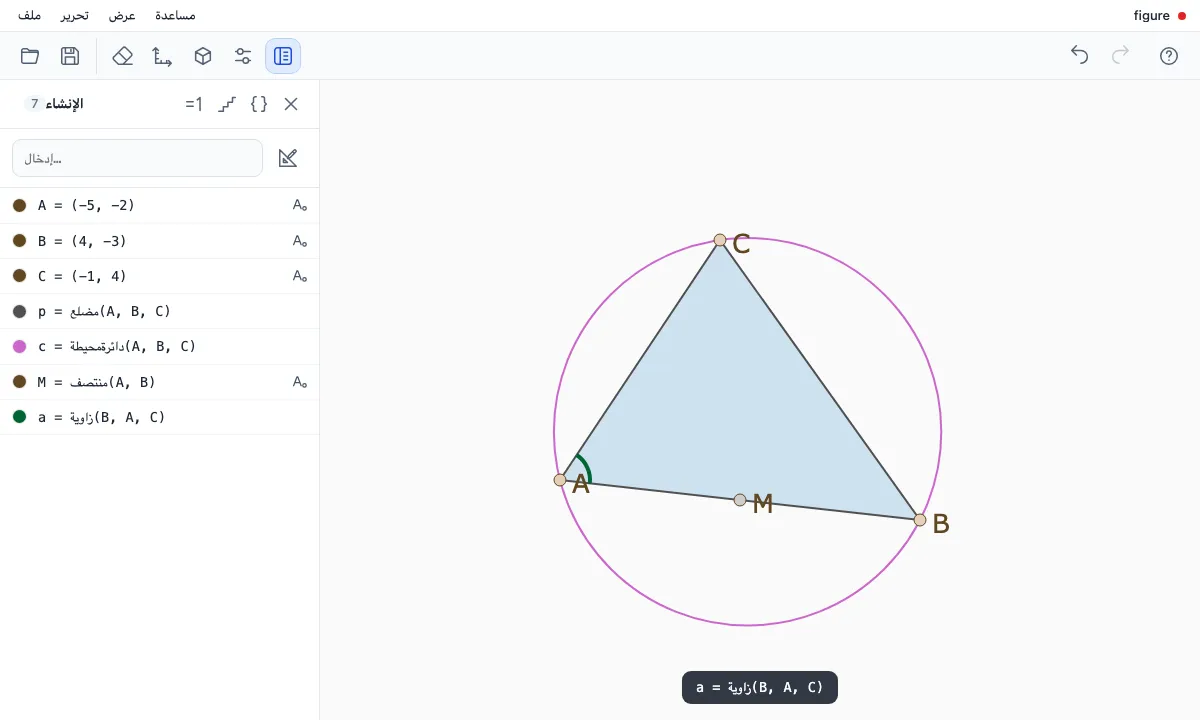 ملف تحرير عرض مساعدة
figure
الإنشاء 7
=1 { }
إدخال...
A = (−5, −2)
B = (4, −3)
C = (−1, 4)
p = مضلع(A, B, C)
c = دائرةمحيطة(A, B, C)
M = منتصف(A, B)
a = زاوية(B, A, C)
C
A
M
B
a = زاوية(B, A, C)